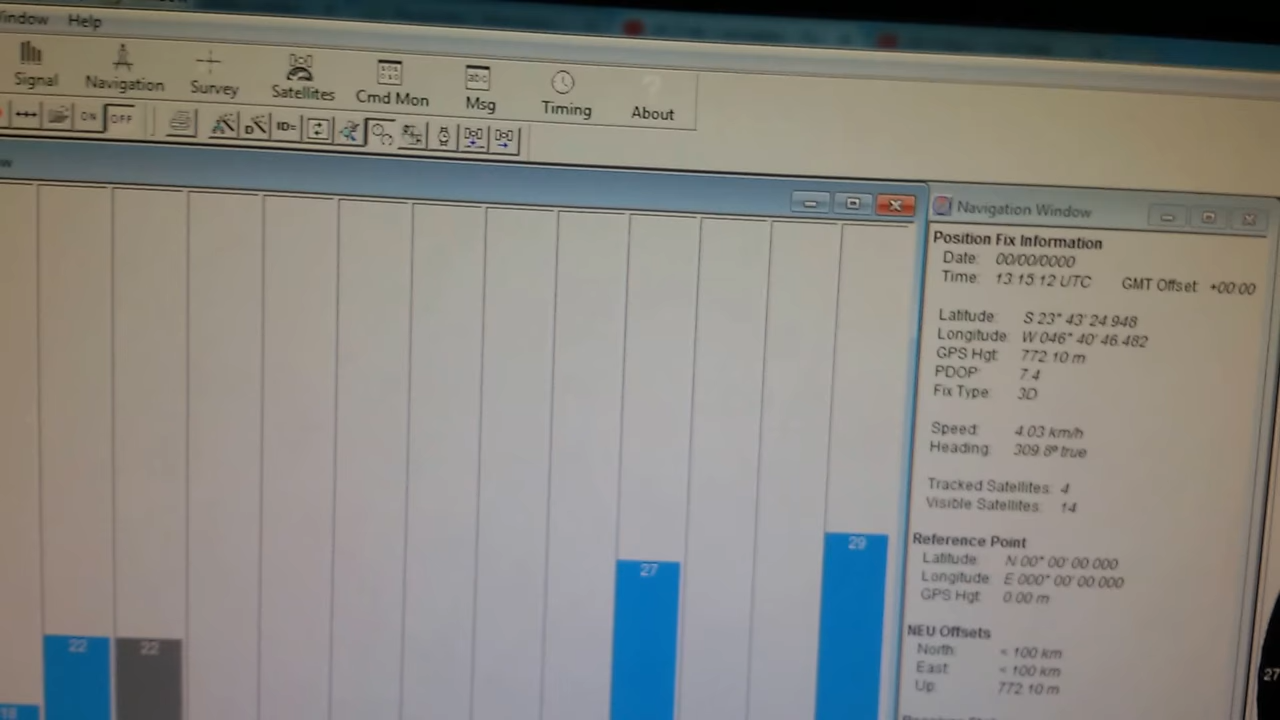 Window Help
Signal Navigation Survey Satellites Cmd Mon Msg Timing About
ON OFF ID=
Navigation Window
Position Fix Information
Date: 00/00/0000
Time: 13:15:12 UTC GMT Offset: +00:00
Latitude: S 23° 43' 24.948
Longitude: W 046° 40' 46.482
GPS Hgt: 772.10 m
PDOP: 7.4
Fix Type: 3D
Speed: 4.03 km/h
Heading: 309.8º true
Tracked Satellites: 4
Visible Satellites: 14
Reference Point
Latitude: N 00° 00' 00.000
Longitude: E 000° 00' 00.000
GPS Hgt: 0.00 m
NEU Offsets
North: < 100 km
East: < 100 km
Up: 772.10 m
29
27
22
22
27